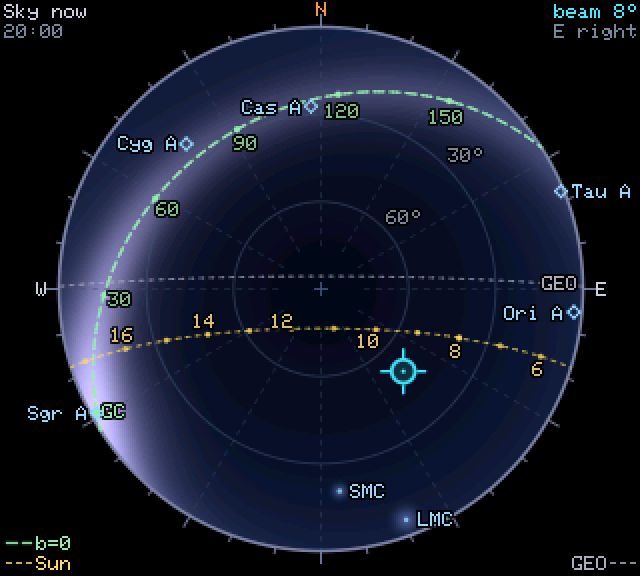 Sky now
20:00
N
beam 8°
E right
Cas A
120
150
Cyg A
90
30°
Tau A
60
60°
W
GEO
E
30
Ori A
16
14
12
10
8
6
Sgr A
GC
SMC
LMC
--b=0
---Sun
GEO---